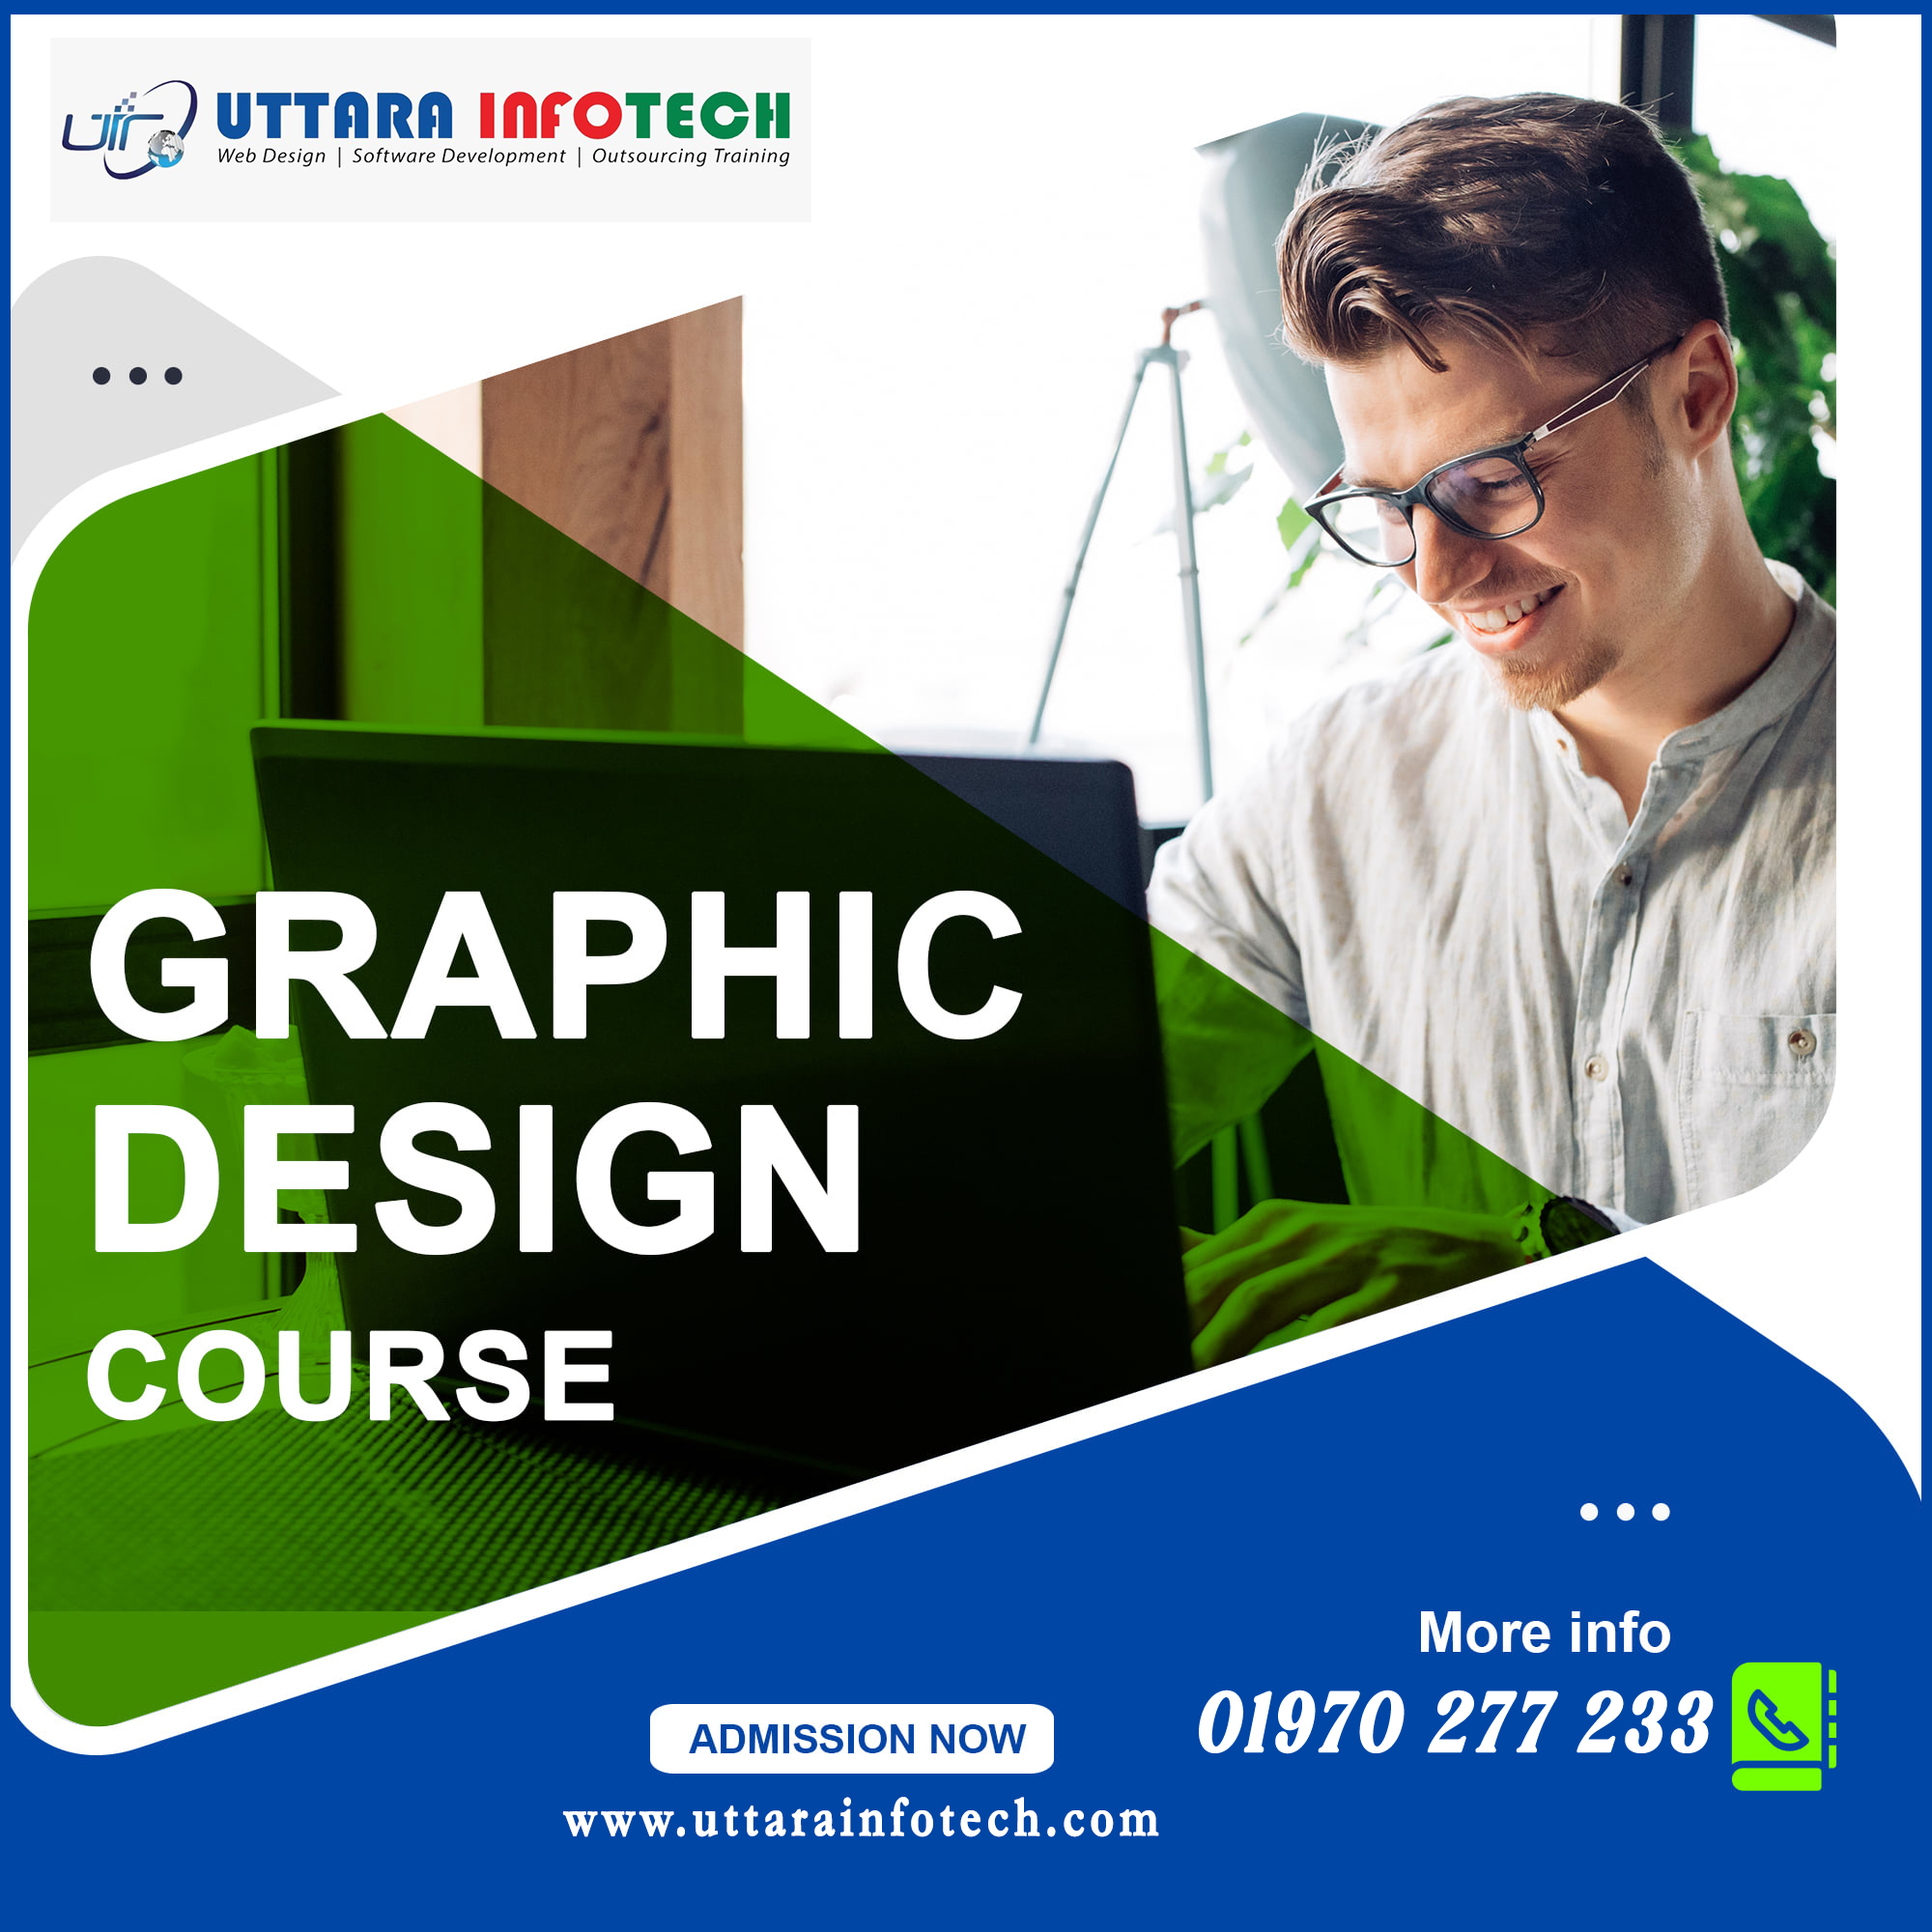 UTTARA INFOTECH
Web Design | Software Development | Outsourcing Training
GRAPHIC
DESIGN
COURSE
More info
01970 277 233
ADMISSION NOW
www.uttarainfotech.com